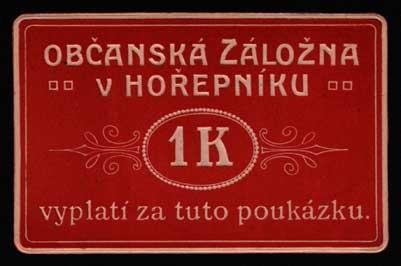 OBČANSKÁ ZÁLOŽNA
V HOŘEPNÍKU
1K
vyplatí za tuto poukázku.